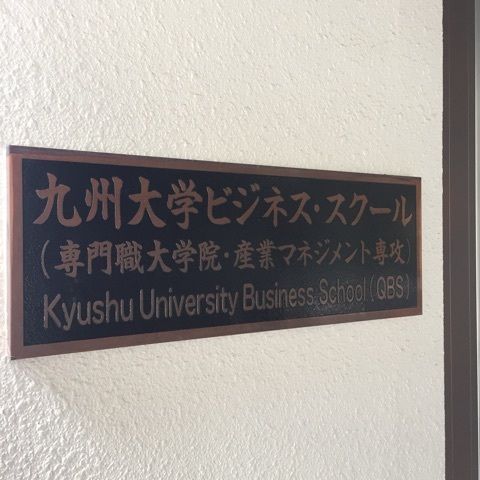 九州大学ビジネス・スクール
（専門職大学院・産業マネジメント専攻）
Kyushu University Business School (QBS)